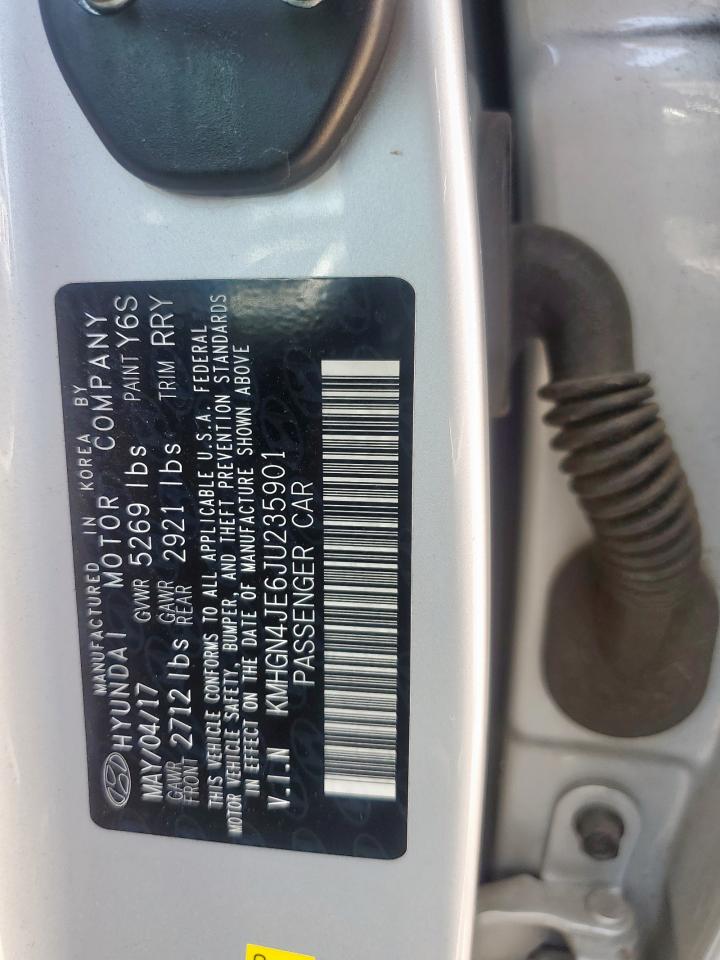 MANUFACTURED IN KOREA BY
HYUNDAI MOTOR COMPANY
MAY/04/17 GVWR 5269 lbs PAINT Y6S
GAWR FRONT 2712 lbs GAWR REAR 2921 lbs TRIM RRY
THIS VEHICLE CONFORMS TO ALL APPLICABLE U.S.A. FEDERAL
MOTOR VEHICLE SAFETY, BUMPER, AND THEFT PREVENTION STANDARDS
IN EFFECT ON THE DATE OF MANUFACTURE SHOWN ABOVE
V.I.N KMHGN4JE6JU235901
PASSENGER CAR